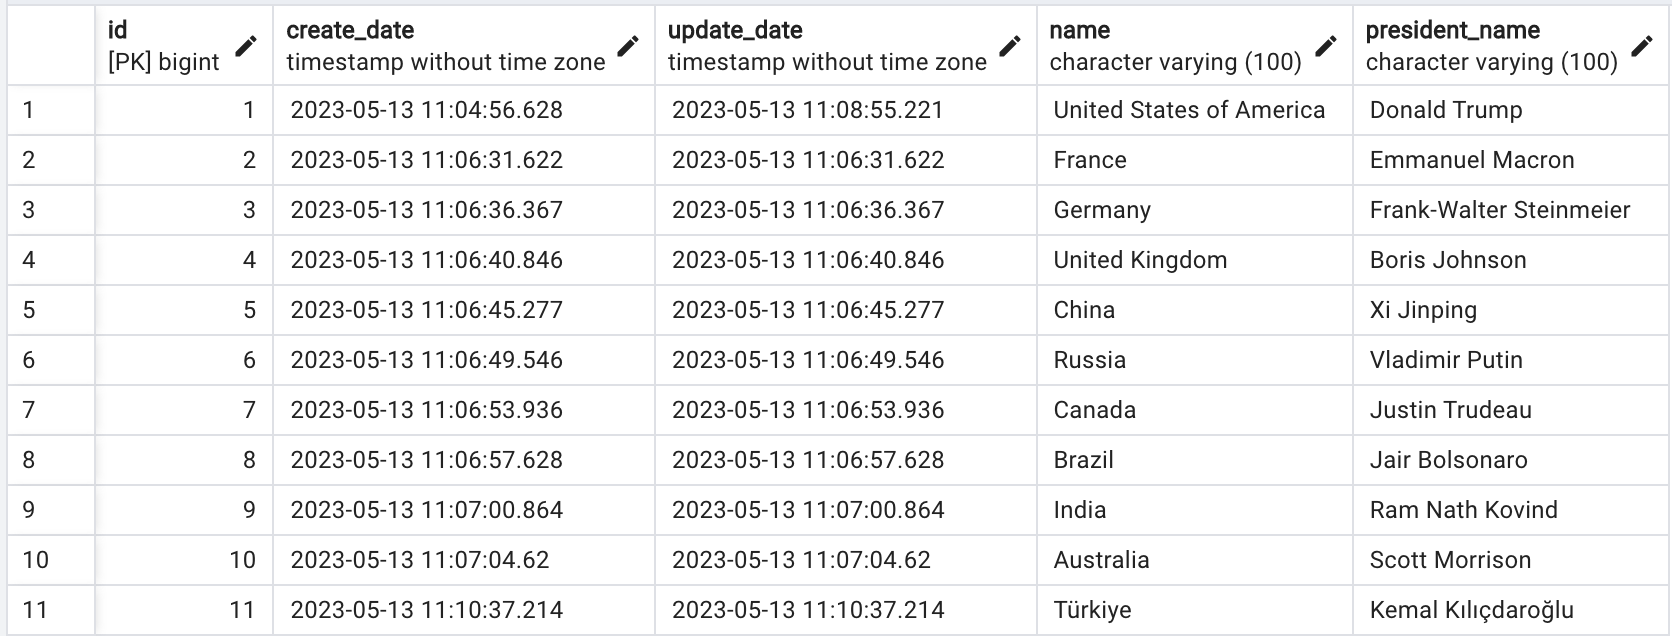 id create_date update_date name president_name
[PK] bigint timestamp without time zone timestamp without time zone character varying (100) character varying (100)
1 1 2023-05-13 11:04:56.628 2023-05-13 11:08:55.221 United States of America Donald Trump
2 2 2023-05-13 11:06:31.622 2023-05-13 11:06:31.622 France Emmanuel Macron
3 3 2023-05-13 11:06:36.367 2023-05-13 11:06:36.367 Germany Frank-Walter Steinmeier
4 4 2023-05-13 11:06:40.846 2023-05-13 11:06:40.846 United Kingdom Boris Johnson
5 5 2023-05-13 11:06:45.277 2023-05-13 11:06:45.277 China Xi Jinping
6 6 2023-05-13 11:06:49.546 2023-05-13 11:06:49.546 Russia Vladimir Putin
7 7 2023-05-13 11:06:53.936 2023-05-13 11:06:53.936 Canada Justin Trudeau
8 8 2023-05-13 11:06:57.628 2023-05-13 11:06:57.628 Brazil Jair Bolsonaro
9 9 2023-05-13 11:07:00.864 2023-05-13 11:07:00.864 India Ram Nath Kovind
10 10 2023-05-13 11:07:04.62 2023-05-13 11:07:04.62 Australia Scott Morrison
11 11 2023-05-13 11:10:37.214 2023-05-13 11:10:37.214 Türkiye Kemal Kılıçdaroğlu